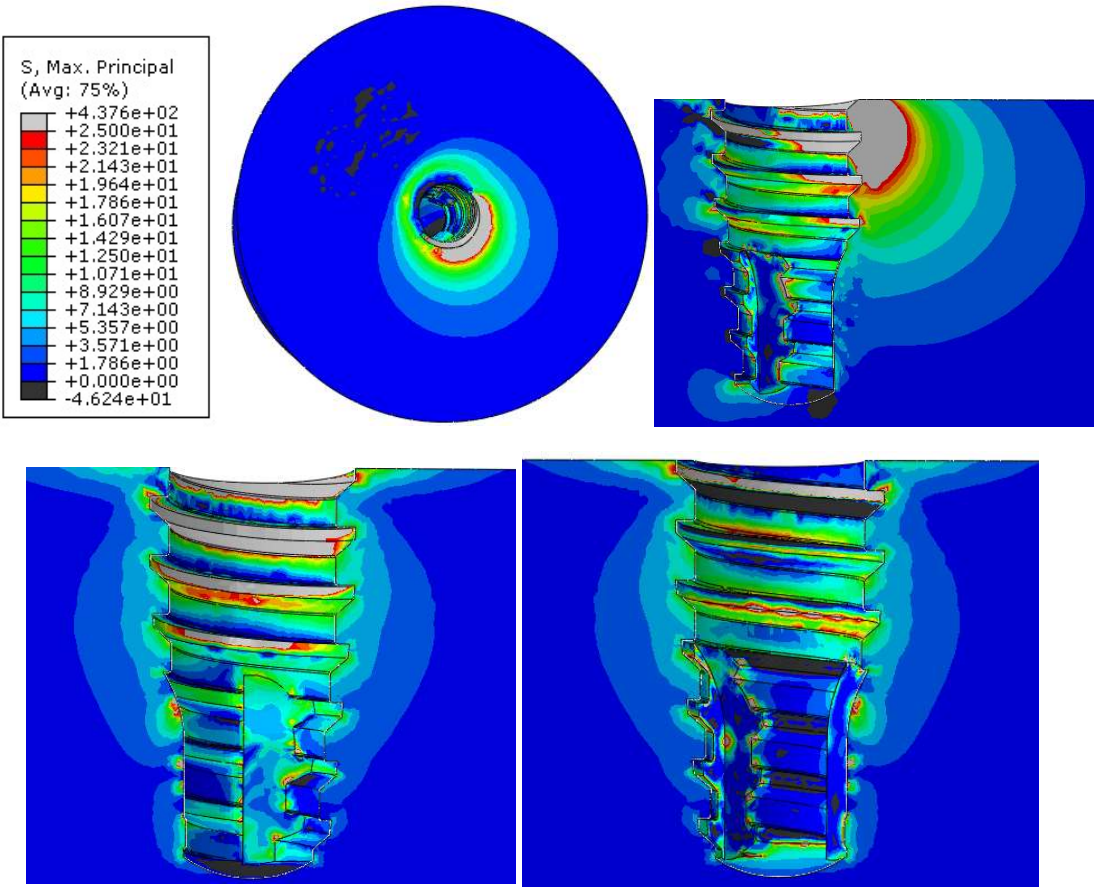 S, Max. Principal
(Avg: 75%)
+4.376e+02
+2.500e+01
+2.321e+01
+2.143e+01
+1.964e+01
+1.786e+01
+1.607e+01
+1.429e+01
+1.250e+01
+1.071e+01
+8.929e+00
+7.143e+00
+5.357e+00
+3.571e+00
+1.786e+00
+0.000e+00
-4.624e+01